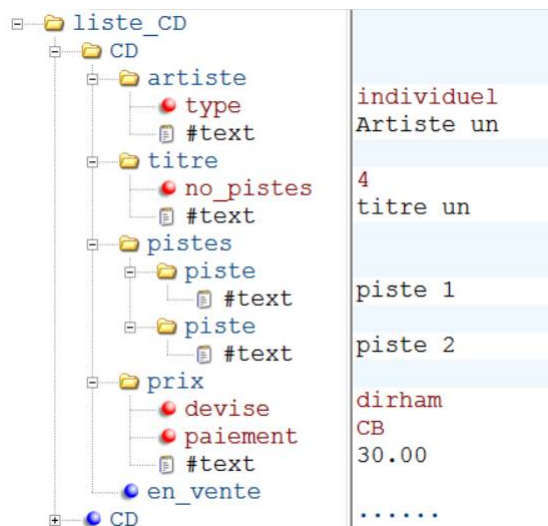 liste_CD
CD
artiste
type individuel
#text Artiste un
titre
no_pistes 4
#text titre un
pistes
piste
#text piste 1
piste
#text piste 2
prix
devise dirham
paiement CB
#text 30.00
en_vente
CD ......